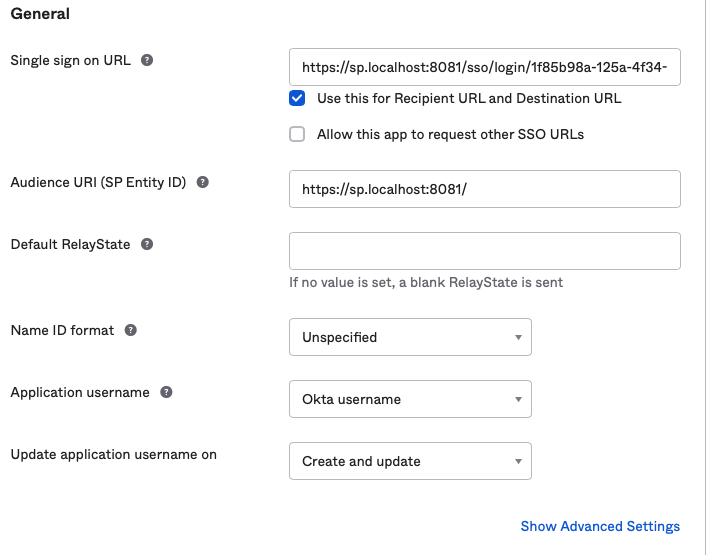 General
Single sign on URL
https://sp.localhost:8081/sso/login/1f85b98a-125a-4f34-
Use this for Recipient URL and Destination URL
Allow this app to request other SSO URLs
Audience URI (SP Entity ID)
https://sp.localhost:8081/
Default RelayState
If no value is set, a blank RelayState is sent
Name ID format
Unspecified
Application username
Okta username
Update application username on
Create and update
Show Advanced Settings